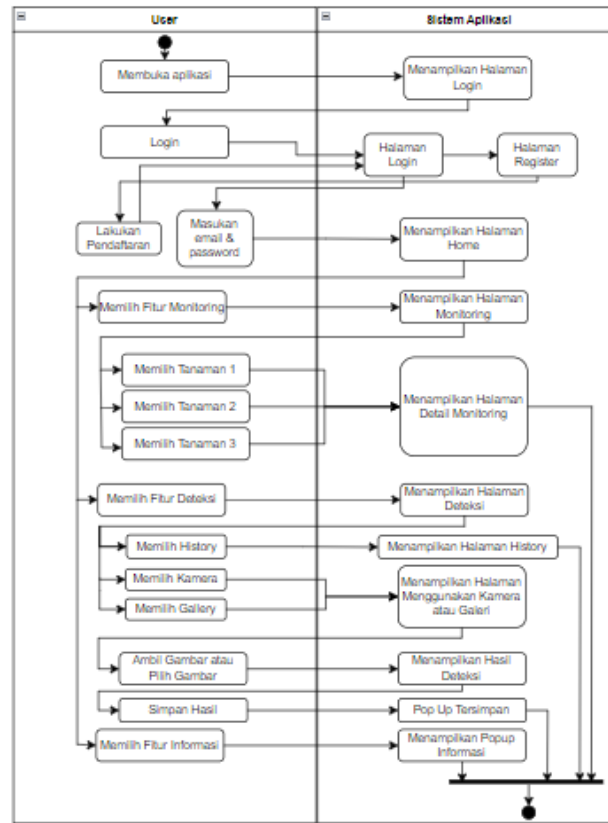 User
Sistem Aplikasi
Membuka aplikasi
Menampilkan Halaman
Login
Login
Halaman
Login
Halaman
Register
Lakukan
Pendaftaran
Masukan
email &
password
Menampilkan Halaman
Home
Memilih Fitur Monitoring
Menampilkan Halaman
Monitoring
Memilih Tanaman 1
Memilih Tanaman 2
Memilih Tanaman 3
Menampilkan Halaman
Detail Monitoring
Memilih Fitur Deteksi
Menampilkan Halaman
Deteksi
Memilih History
Menampilkan Halaman History
Memilih Kamera
Memilih Gallery
Menampilkan Halaman
Menggunakan Kamera
atau Galeri
Ambil Gambar atau
Pilih Gambar
Menampilkan Hasil
Deteksi
Simpan Hasil
Pop Up Tersimpan
Memilih Fitur Informasi
Menampilkan Popup
Informasi